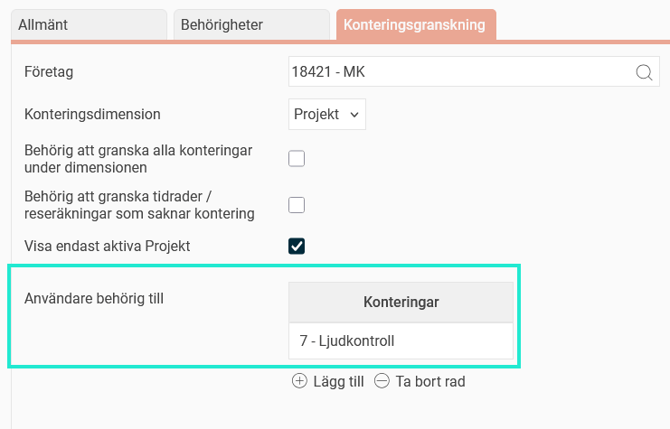 Allmänt
Behörigheter
Konteringsgranskning
Företag
18421 - MK
Konteringsdimension
Projekt
Behörig att granska alla konteringar
under dimensionen
Behörig att granska tidrader /
reseräkningar som saknar kontering
Visa endast aktiva Projekt
Användare behörig till
Konteringar
7 - Ljudkontroll
Lägg till
Ta bort rad